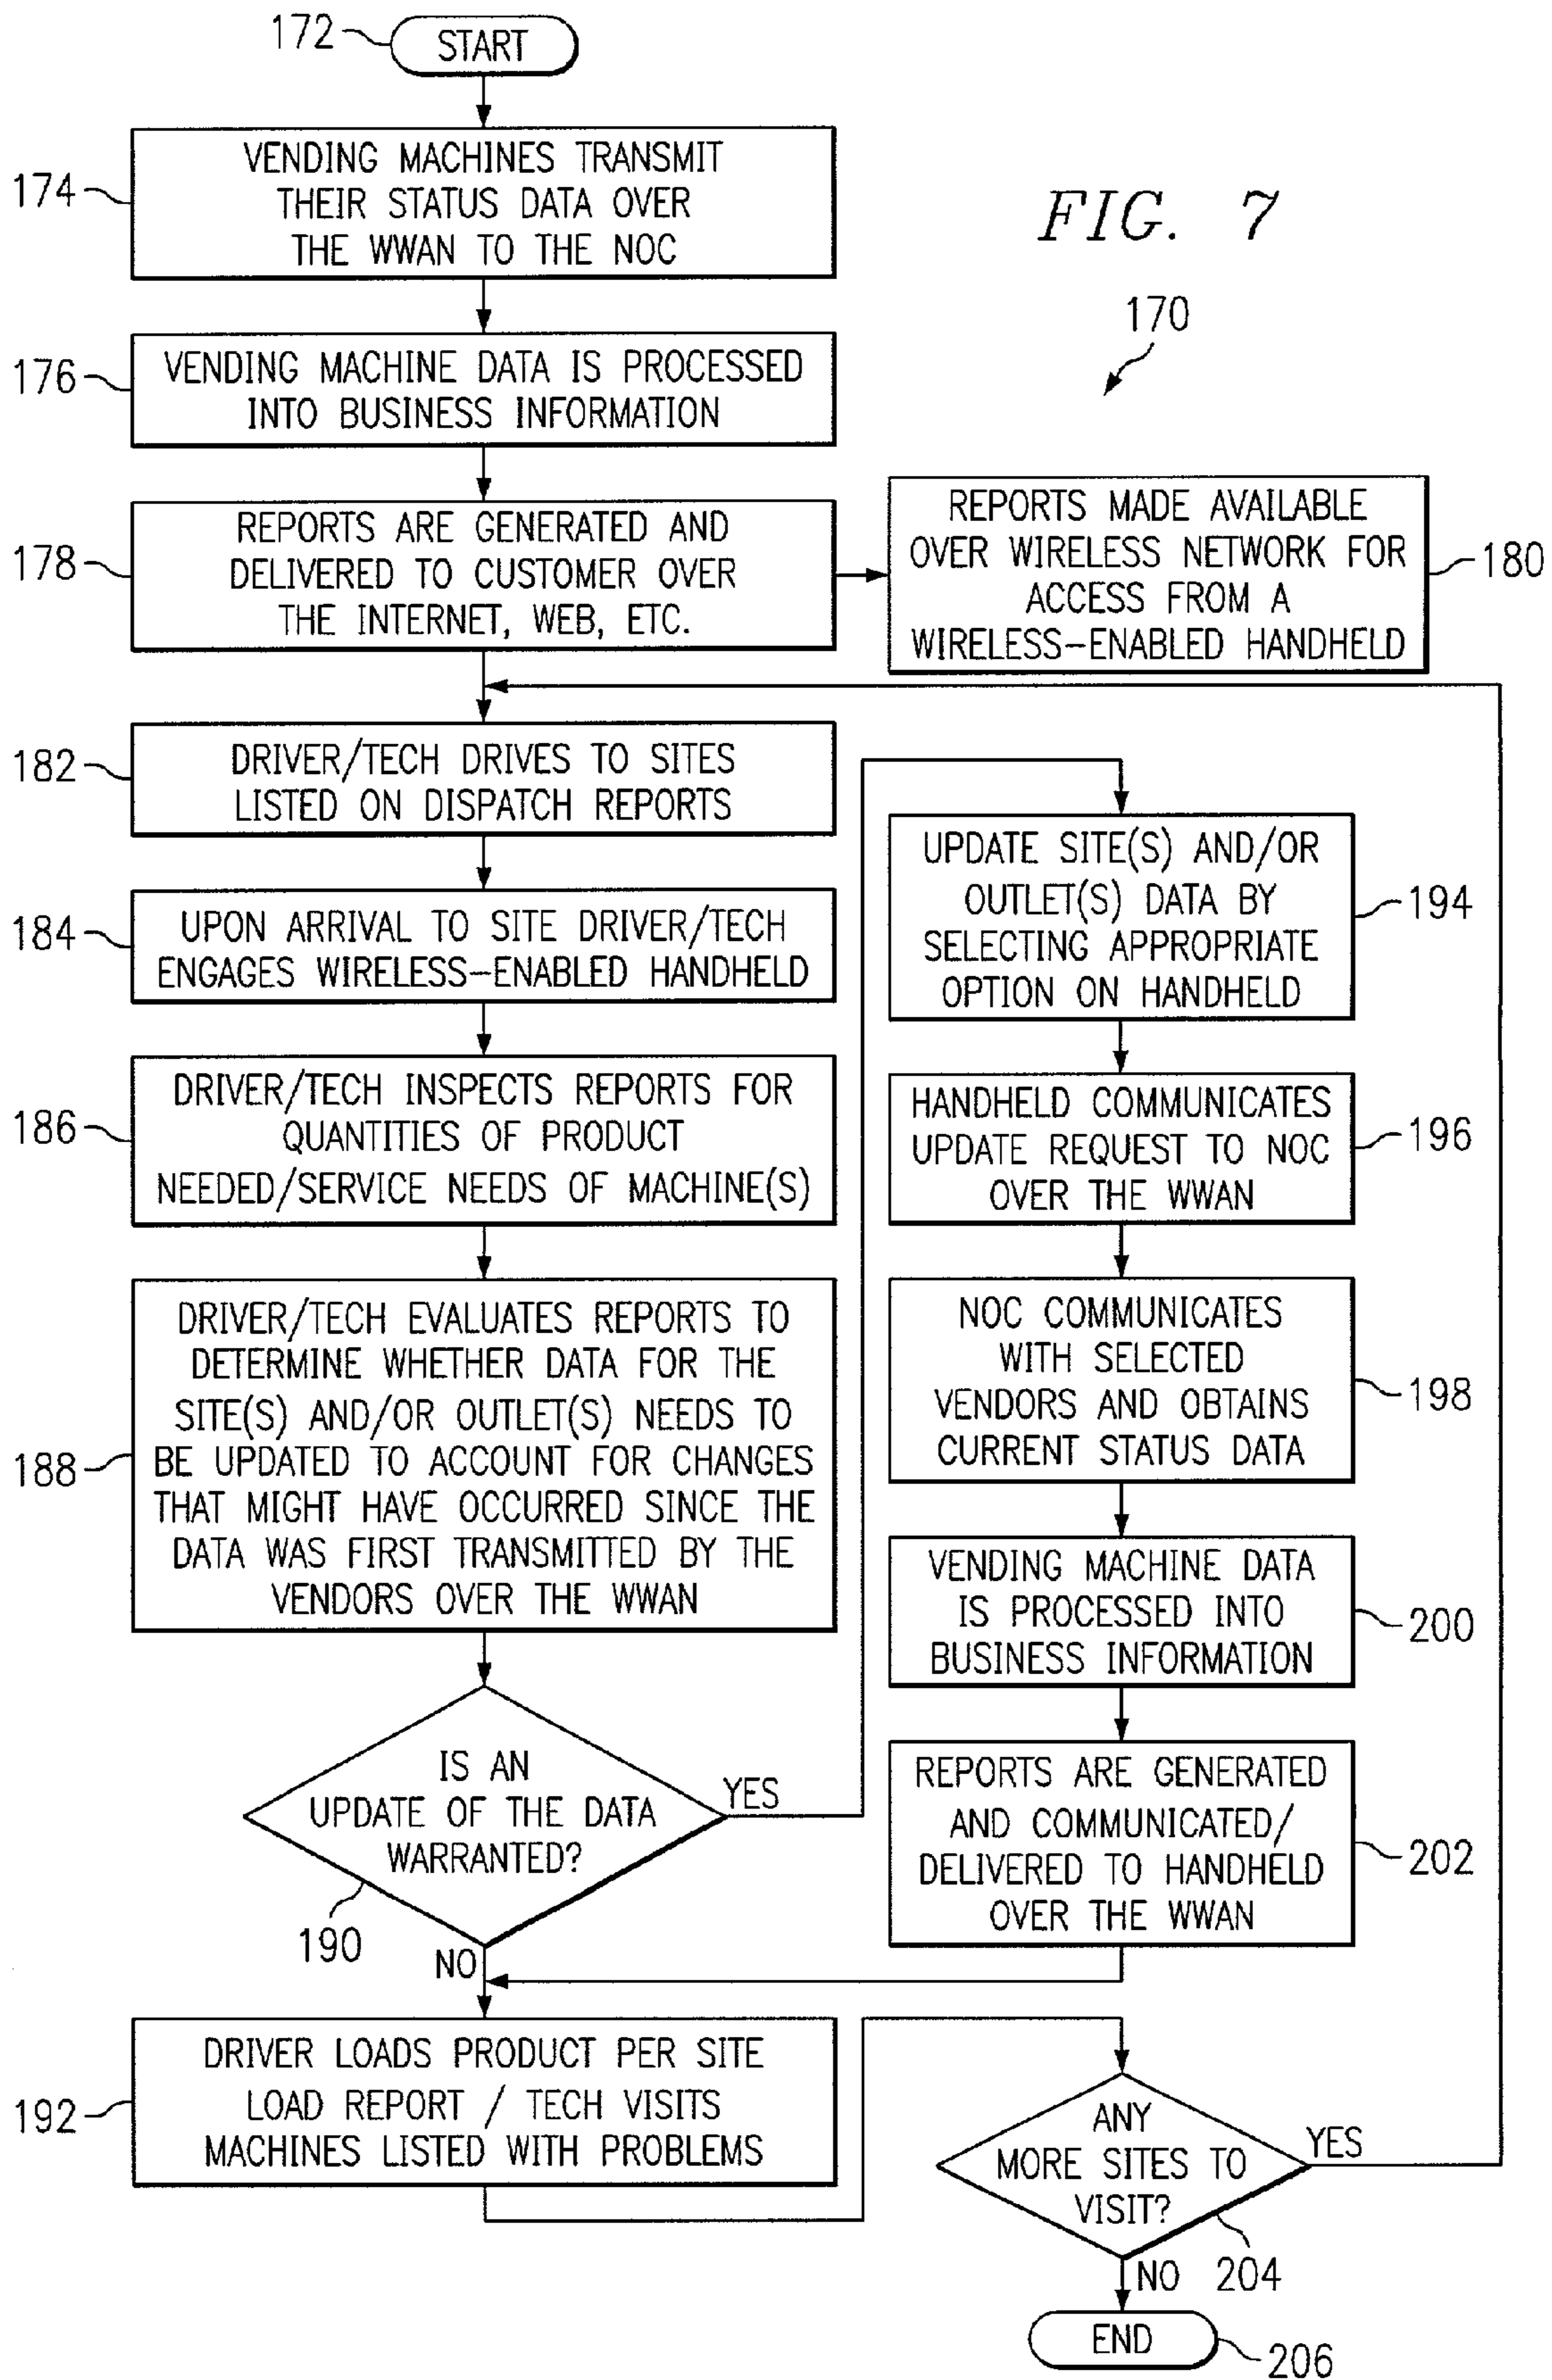 172
START
174
VENDING MACHINES TRANSMIT
THEIR STATUS DATA OVER
THE WWAN TO THE NOC
FIG. 7
170
176
VENDING MACHINE DATA IS PROCESSED
INTO BUSINESS INFORMATION
178
REPORTS ARE GENERATED AND
DELIVERED TO CUSTOMER OVER
THE INTERNET, WEB, ETC.
REPORTS MADE AVAILABLE
OVER WIRELESS NETWORK FOR
ACCESS FROM A
WIRELESS-ENABLED HANDHELD
180
182
DRIVER/TECH DRIVES TO SITES
LISTED ON DISPATCH REPORTS
184
UPON ARRIVAL TO SITE DRIVER/TECH
ENGAGES WIRELESS-ENABLED HANDHELD
186
DRIVER/TECH INSPECTS REPORTS FOR
QUANTITIES OF PRODUCT
NEEDED/SERVICE NEEDS OF MACHINE(S)
188
DRIVER/TECH EVALUATES REPORTS TO
DETERMINE WHETHER DATA FOR THE
SITE(S) AND/OR OUTLET(S) NEEDS TO
BE UPDATED TO ACCOUNT FOR CHANGES
THAT MIGHT HAVE OCCURRED SINCE THE
DATA WAS FIRST TRANSMITTED BY THE
VENDORS OVER THE WWAN
IS AN
UPDATE OF THE DATA
WARRANTED?
YES
190
NO
UPDATE SITE(S) AND/OR
OUTLET(S) DATA BY
SELECTING APPROPRIATE
OPTION ON HANDHELD
194
HANDHELD COMMUNICATES
UPDATE REQUEST TO NOC
OVER THE WWAN
196
NOC COMMUNICATES
WITH SELECTED
VENDORS AND OBTAINS
CURRENT STATUS DATA
198
VENDING MACHINE DATA
IS PROCESSED INTO
BUSINESS INFORMATION
200
REPORTS ARE GENERATED
AND COMMUNICATED/
DELIVERED TO HANDHELD
OVER THE WWAN
202
192
DRIVER LOADS PRODUCT PER SITE
LOAD REPORT / TECH VISITS
MACHINES LISTED WITH PROBLEMS
ANY
MORE SITES TO
VISIT?
YES
204
NO
END
206